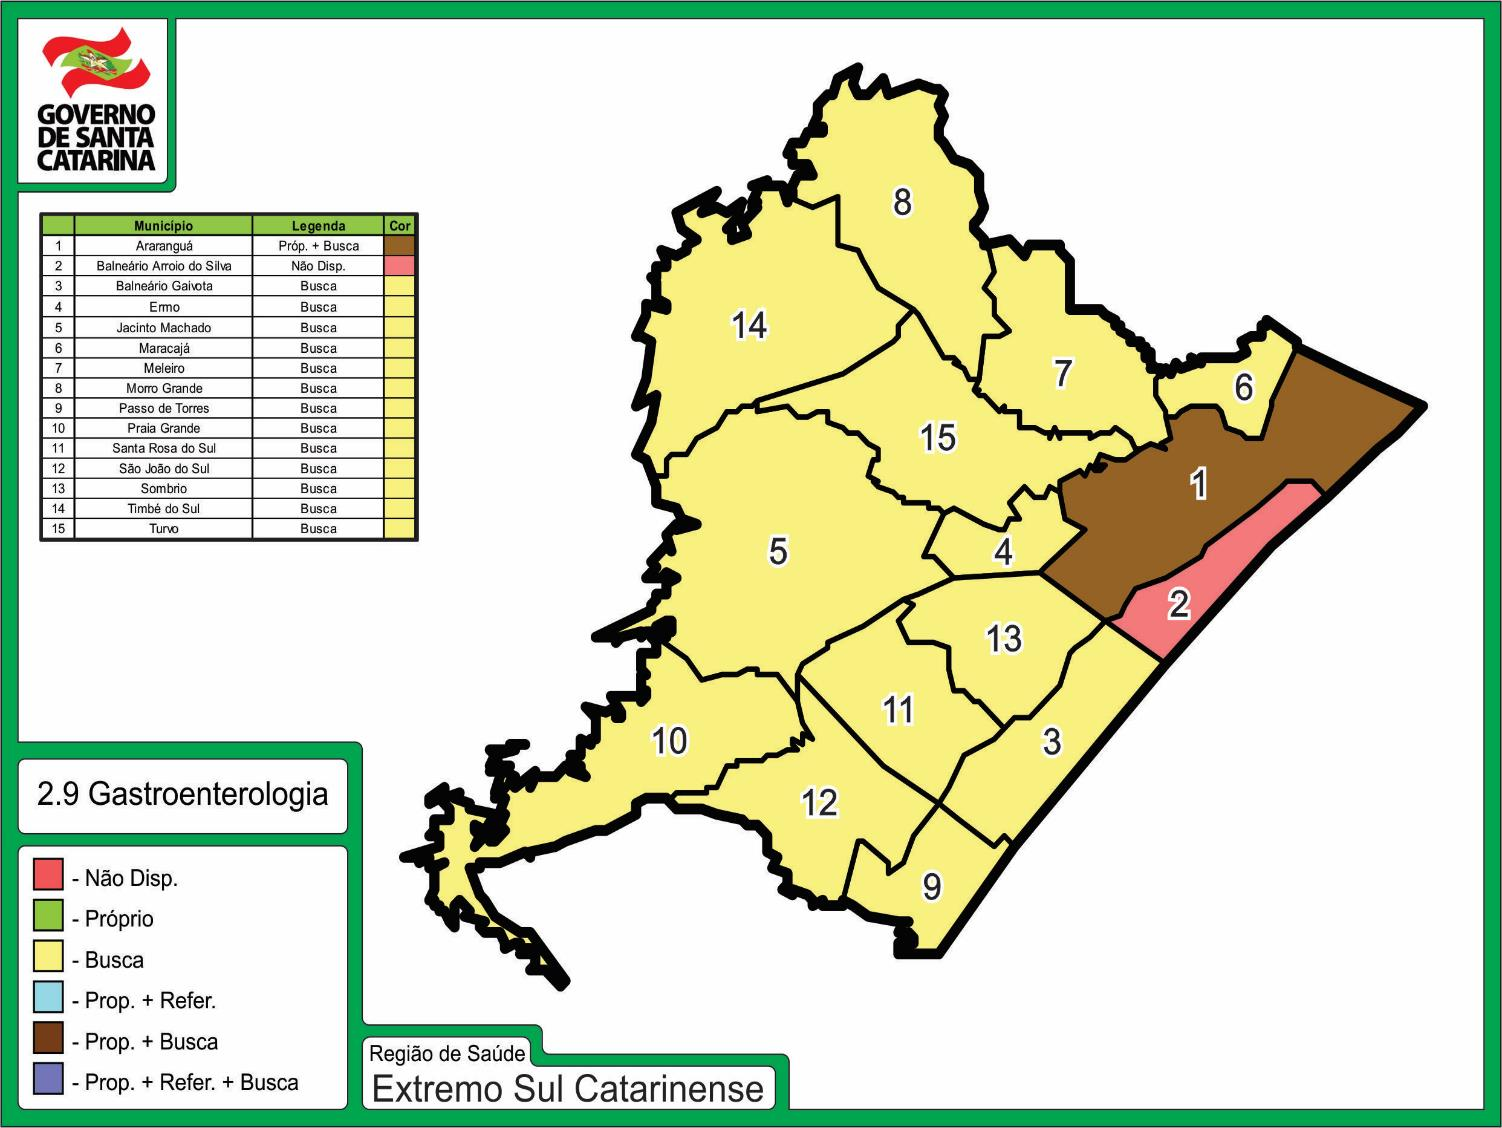 GOVERNO
DE SANTA
CATARINA
Município Legenda Cor
1 Araranguá Próp. + Busca
2 Balneário Arroio do Silva Não Disp.
3 Balneário Gaivota Busca
4 Ermo Busca
5 Jacinto Machado Busca
6 Maracajá Busca
7 Meleiro Busca
8 Morro Grande Busca
9 Passo de Torres Busca
10 Praia Grande Busca
11 Santa Rosa do Sul Busca
12 São João do Sul Busca
13 Sombrio Busca
14 Timbé do Sul Busca
15 Turvo Busca
8
14
7
6
15
1
5
4
2
13
11
10
3
12
9
2.9 Gastroenterologia
- Não Disp.
- Próprio
- Busca
- Prop. + Refer.
- Prop. + Busca
- Prop. + Refer. + Busca
Região de Saúde
Extremo Sul Catarinense